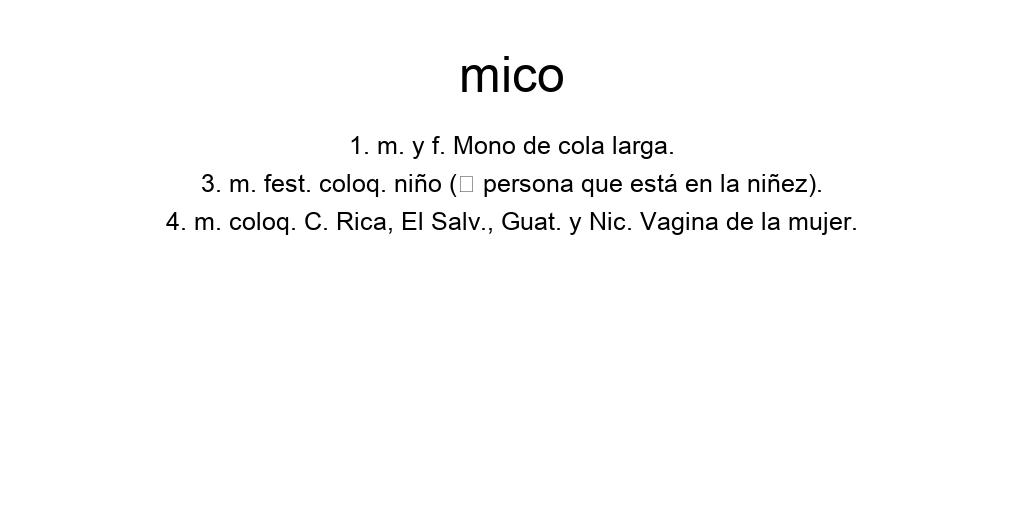 mico
1. m. y f. Mono de cola larga.
3. m. fest. coloq. niño (□ persona que está en la niñez).
4. m. coloq. C. Rica, El Salv., Guat. y Nic. Vagina de la mujer.